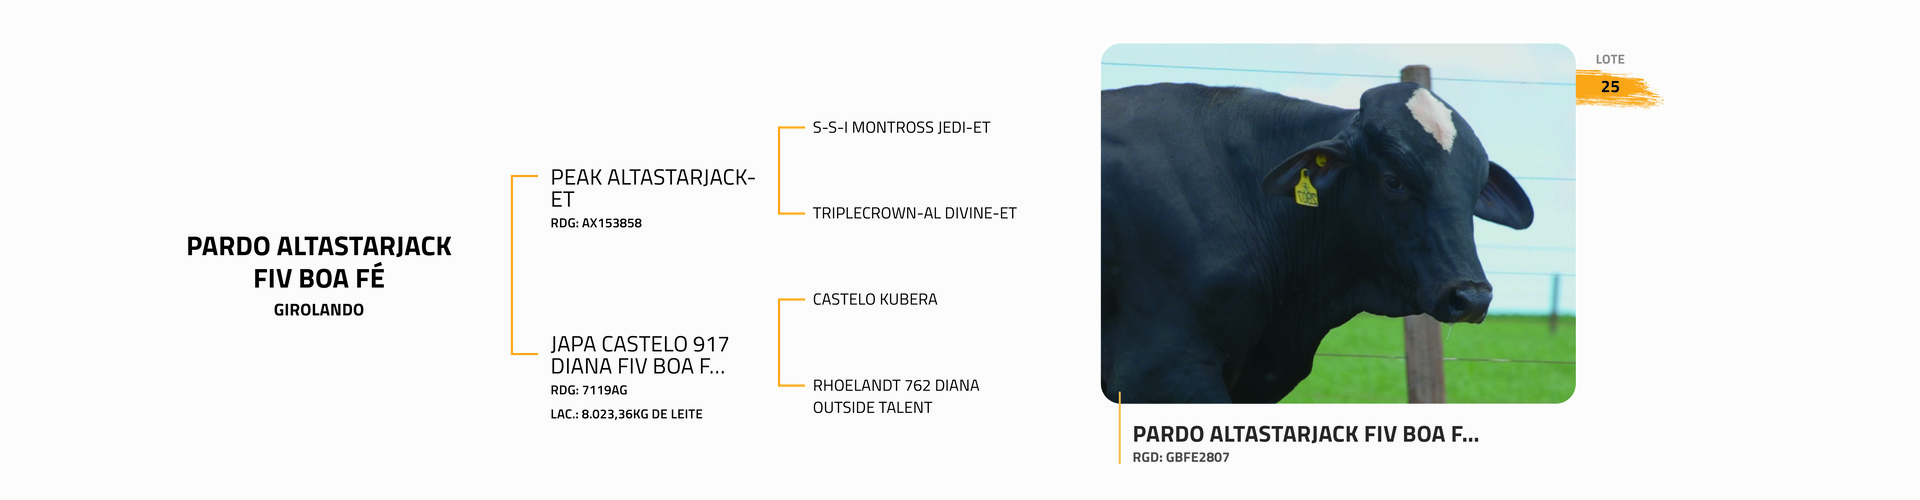 PARDO ALTASTARJACK
FIV BOA FÉ
GIROLANDO
PEAK ALTASTARJACK-
ET
RDG: AX153858
JAPA CASTELO 917
DIANA FIV BOA F...
RDG: 7119AG
LAC.: 8.023,36KG DE LEITE
S-S-I MONTROSS JEDI-ET
TRIPLECROWN-AL DIVINE-ET
CASTELO KUBERA
RHOELANDT 762 DIANA
OUTSIDE TALENT
LOTE
25
PARDO ALTASTARJACK FIV BOA F...
RGD: GBFE2807